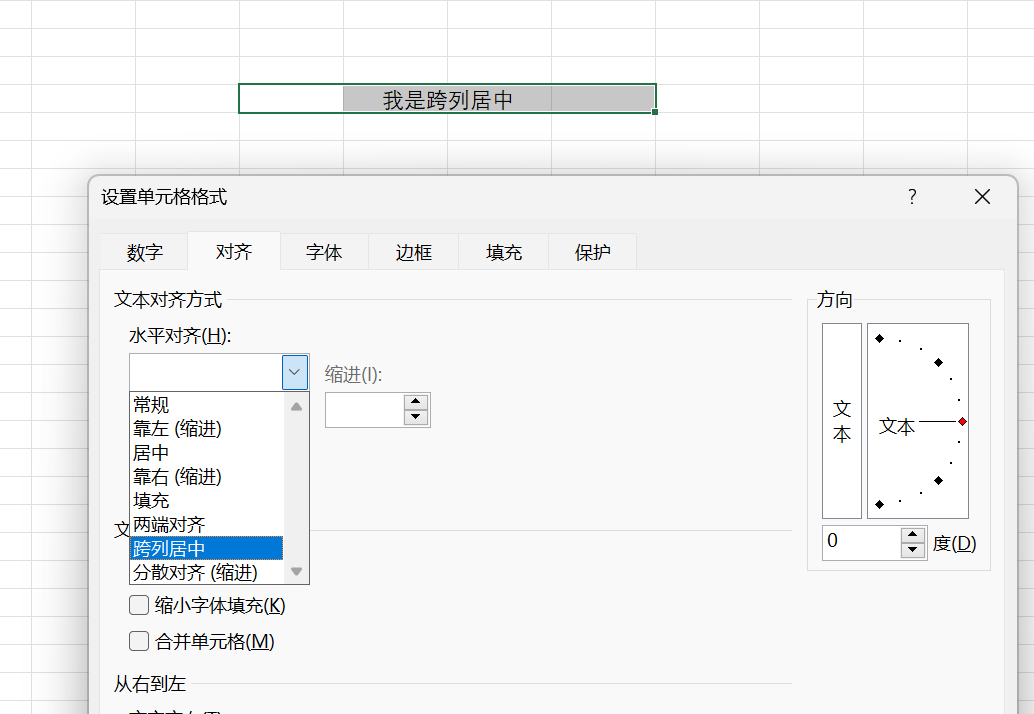 我是跨列居中
设置单元格格式
?
数字 对齐 字体 边框 填充 保护
文本对齐方式
水平对齐(H):
缩进(I):
常规
靠左 (缩进)
居中
靠右 (缩进)
填充
两端对齐
文
跨列居中
分散对齐 (缩进)
缩小字体填充(K)
合并单元格(M)
从右到左
方向
文
本
文本
0 度(D)